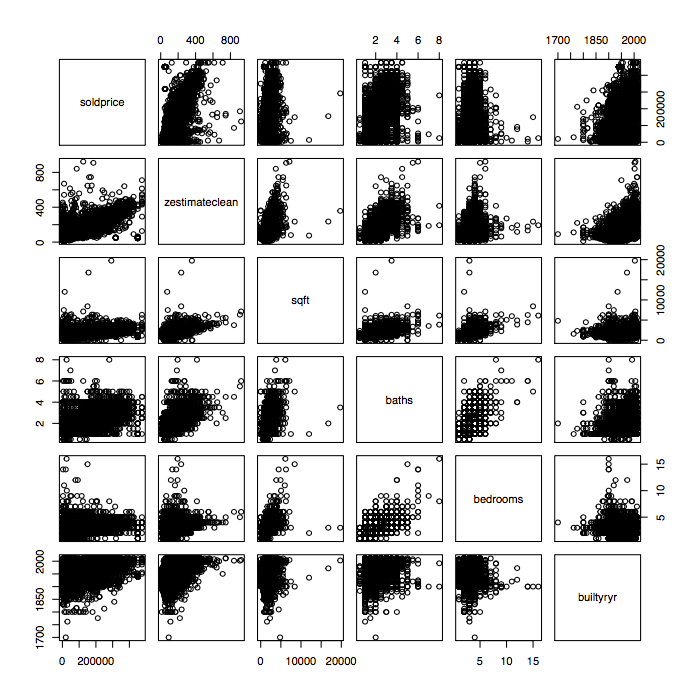 0 400 800
2 4 6 8
1700 1850 2000
soldprice
0 200000
0 400 800
zestimateclean
sqft
0 10000 20000
2 4 6 8
baths
bedrooms
5 10 15
1700 1850 2000
builtyryr
0 200000
0 10000 20000
5 10 15